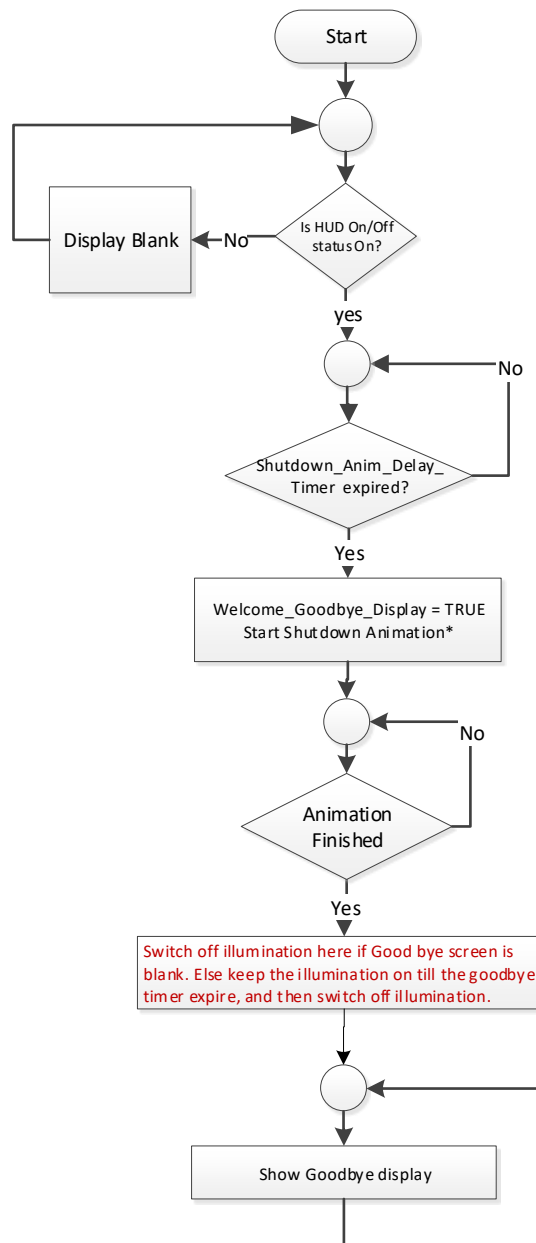 Start
Is HUD On/Off
status On?
No
Display Blank
yes
No
Shutdown_Anim_Delay_
Timer expired?
Yes
Welcome_Goodbye_Display = TRUE
Start Shutdown Animation*
No
Animation
Finished
Yes
Switch off illumination here if Good bye screen is
blank. Else keep the illumination on till the goodbye
timer expire, and then switch off illumination.
Show Goodbye display